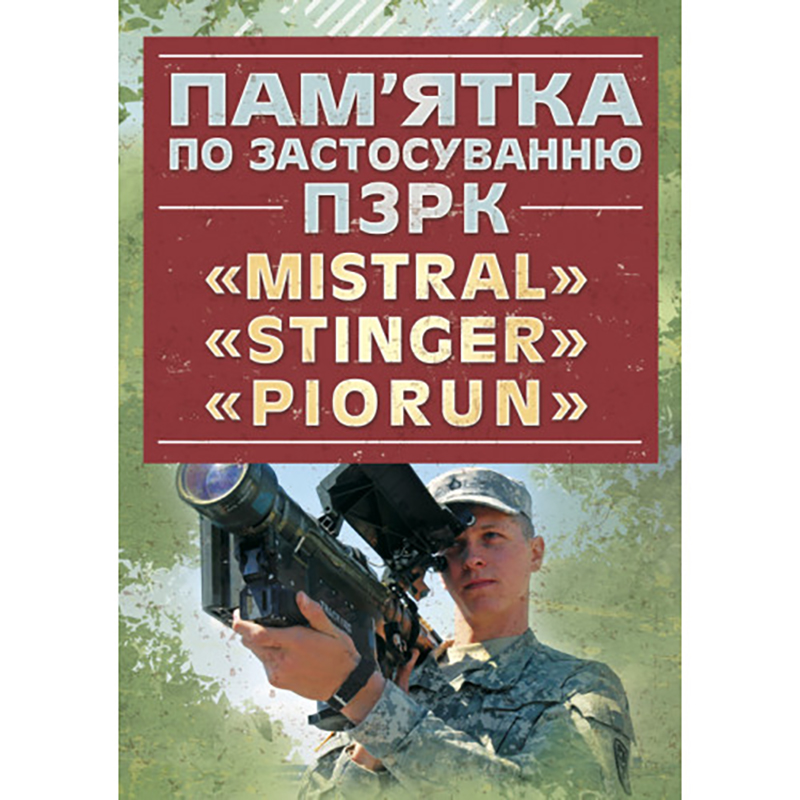 ПАМ'ЯТКА
ПО ЗАСТОСУВАННЮ
ПЗРК
«MISTRAL»
«STINGER»
«PIORUN»